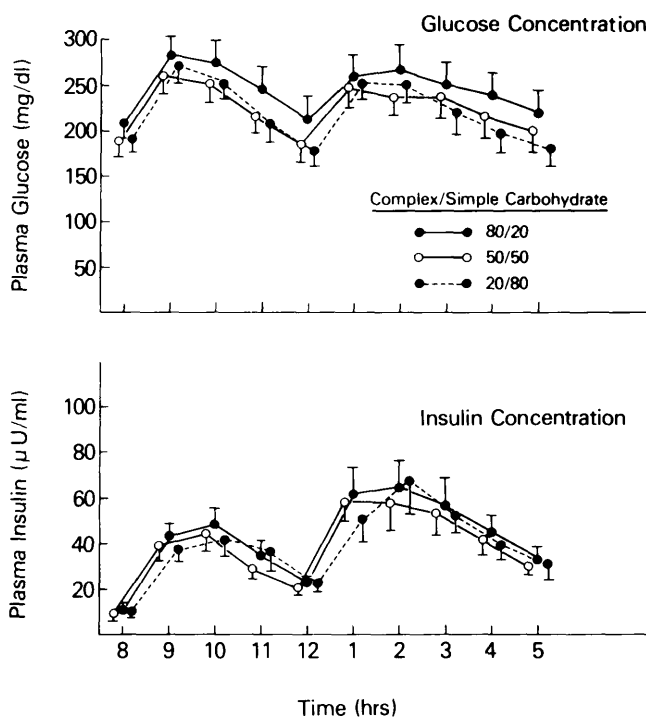 Glucose Concentration
Plasma Glucose (mg/dl)
300
250
200
150
100
50
Complex/Simple Carbohydrate
80/20
50/50
20/80
Insulin Concentration
Plasma Insulin (μU/ml)
100
80
60
40
20
8 9 10 11 12 1 2 3 4 5
Time (hrs)